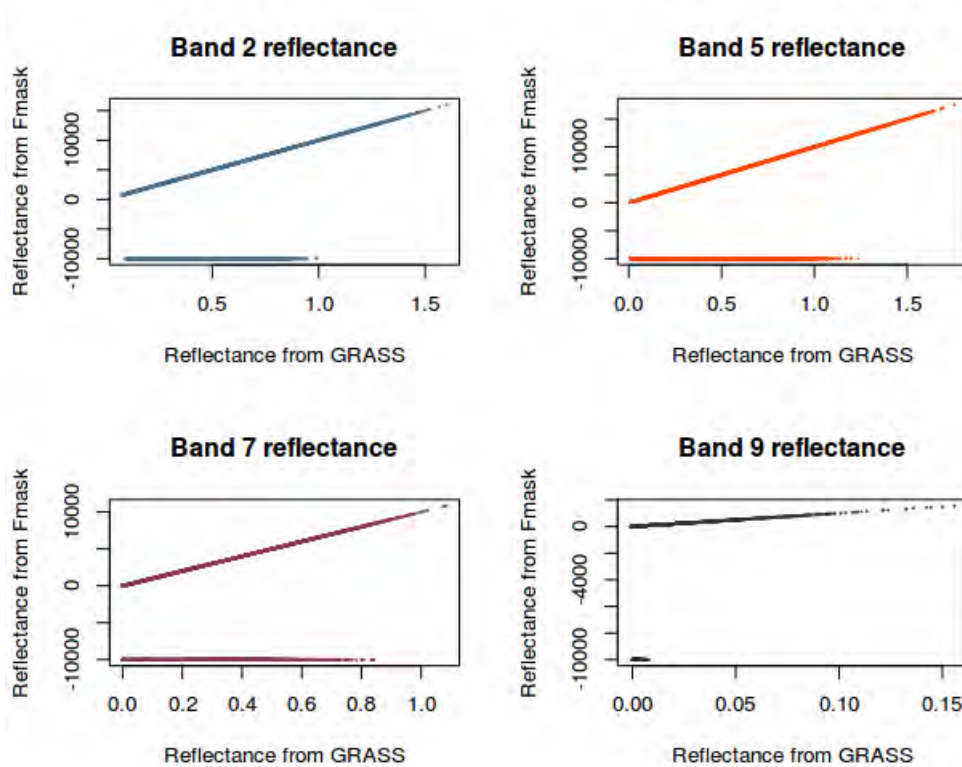 Band 2 reflectance
Reflectance from Fmask
10000
0
-10000
0.5 1.0 1.5
Reflectance from GRASS
Band 5 reflectance
Reflectance from Fmask
10000
0
-10000
0.0 0.5 1.0 1.5
Reflectance from GRASS
Band 7 reflectance
Reflectance from Fmask
10000
0
-10000
0.0 0.2 0.4 0.6 0.8 1.0
Reflectance from GRASS
Band 9 reflectance
Reflectance from Fmask
0
-4000
-10000
0.00 0.05 0.10 0.15
Reflectance from GRASS